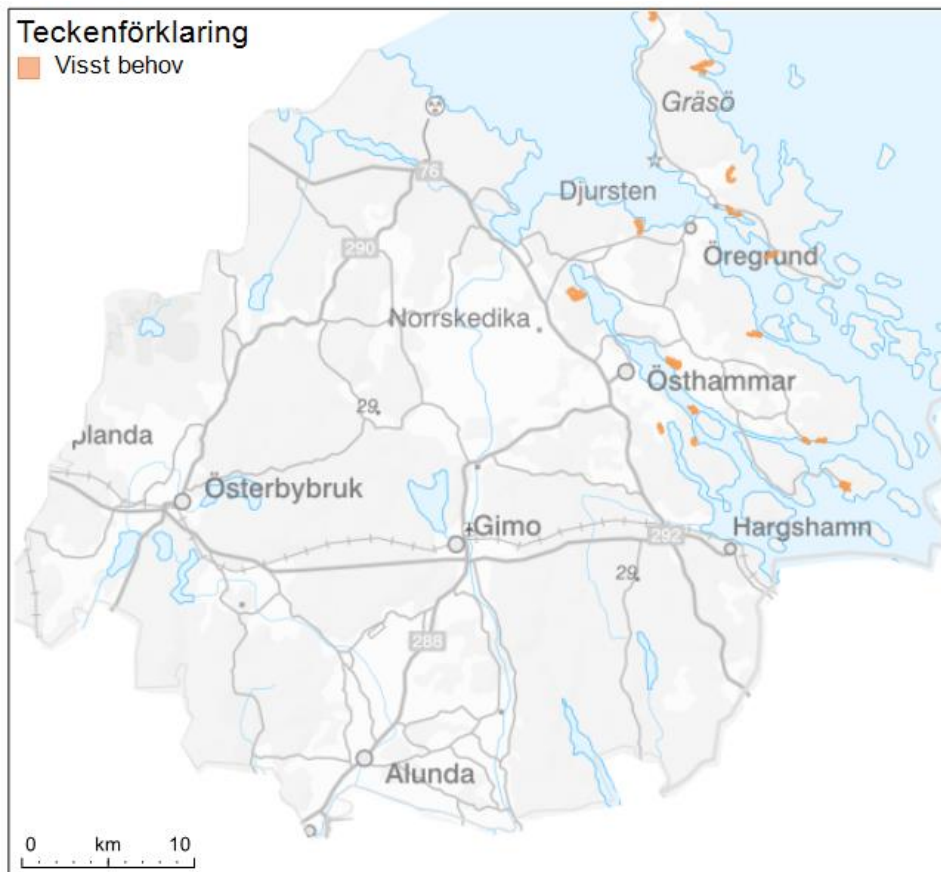 Teckenförklaring
Visst behov
Gräsö
76
Djursten
290
Öregrund
Norrskedika
Östhammar
29
planda
Österbybruk
Gimo
292
Hargshamn
29
288
Alunda
0 km 10